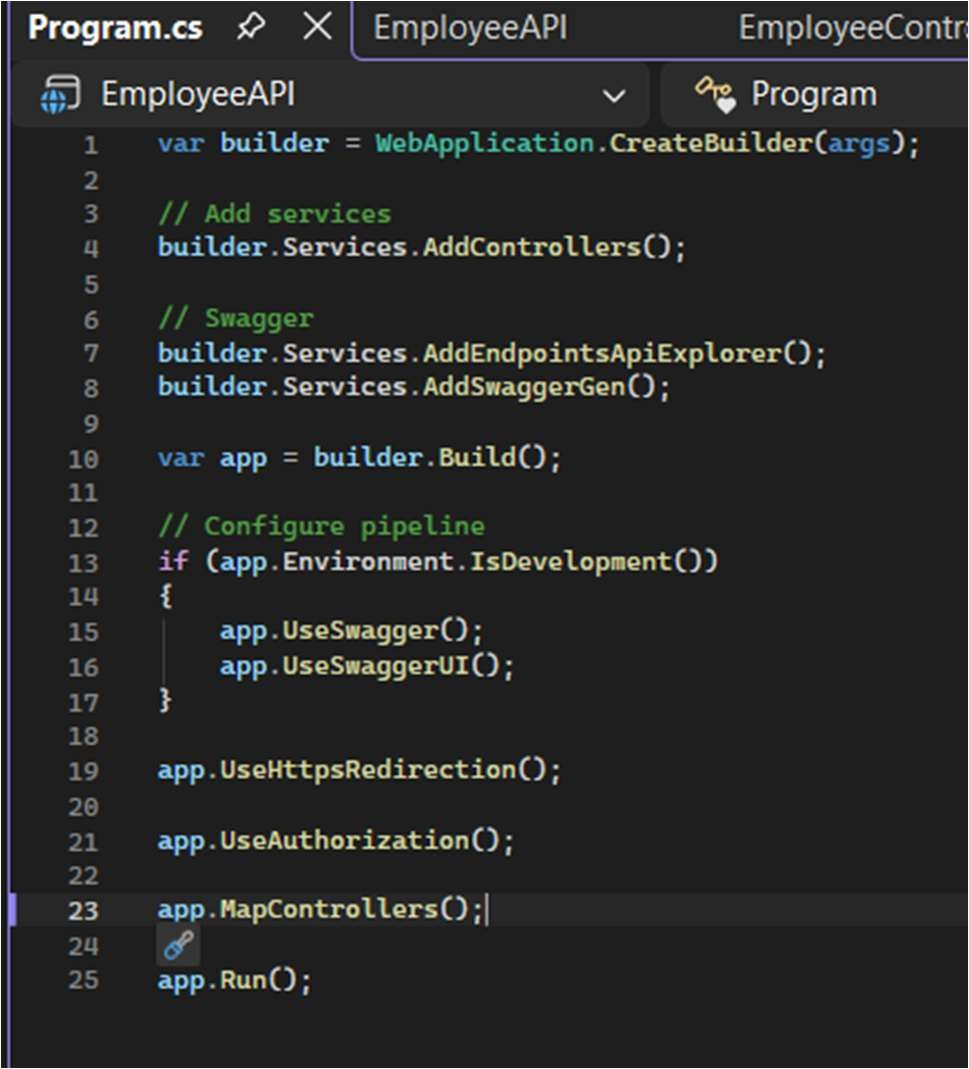 Program.cs EmployeeAPI EmployeeContr
EmployeeAPI Program
1 var builder = WebApplication.CreateBuilder(args);
2
3 // Add services
4 builder.Services.AddControllers();
5
6 // Swagger
7 builder.Services.AddEndpointsApiExplorer();
8 builder.Services.AddSwaggerGen();
9
10 var app = builder.Build();
11
12 // Configure pipeline
13 if (app.Environment.IsDevelopment())
14 {
15     app.UseSwagger();
16     app.UseSwaggerUI();
17 }
18
19 app.UseHttpsRedirection();
20
21 app.UseAuthorization();
22
23 app.MapControllers();
24
25 app.Run();